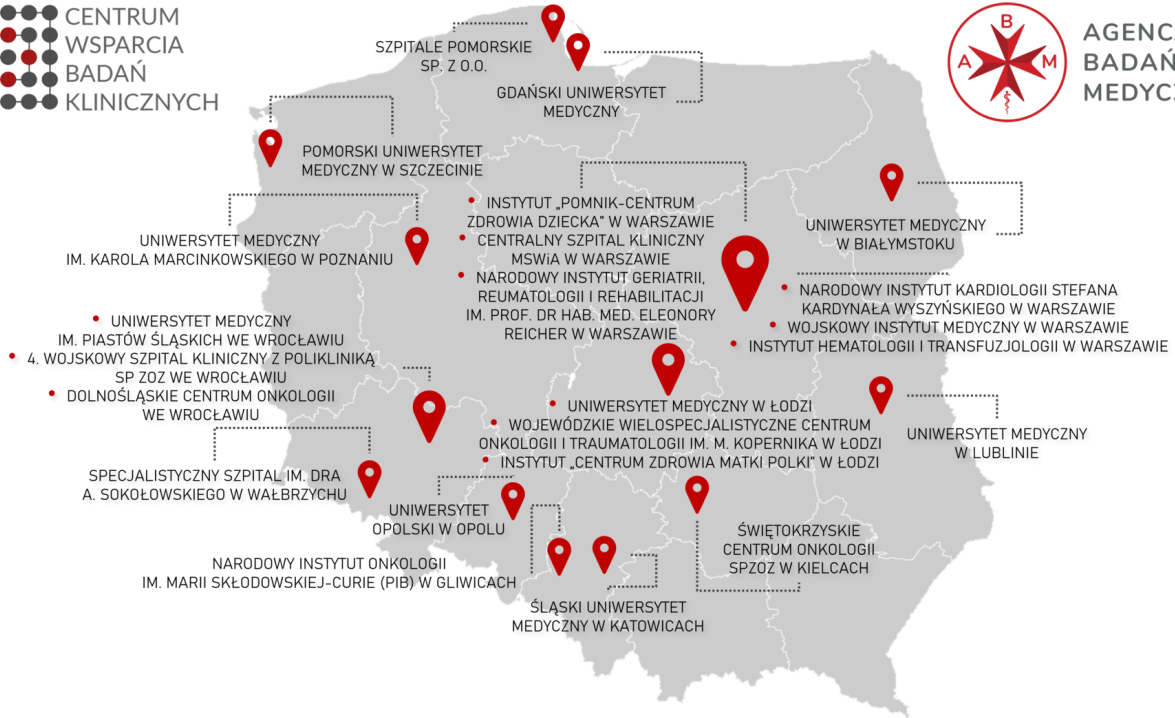 CENTRUM
WSPARCIA
BADAŃ
KLINICZNYCH
B
A
M
AGENC
BADAŃ
MEDYCZ
SZPITALE POMORSKIE
SP. Z O.O.
GDAŃSKI UNIWERSYTET
MEDYCZNY
POMORSKI UNIWERSYTET
MEDYCZNY W SZCZECINIE
UNIWERSYTET MEDYCZNY
IM. KAROLA MARCINKOWSKIEGO W POZNANIU
• INSTYTUT „POMNIK-CENTRUM
ZDROWIA DZIECKA” W WARSZAWIE
• CENTRALNY SZPITAL KLINICZNY
MSWiA W WARSZAWIE
• NARODOWY INSTYTUT GERIATRII,
REUMATOLOGII I REHABILITACJI
IM. PROF. DR HAB. MED. ELEONORY
REICHER W WARSZAWIE
UNIWERSYTET MEDYCZNY
W BIAŁYMSTOKU
• NARODOWY INSTYTUT KARDIOLOGII STEFANA
KARDYNAŁA WYSZYŃSKIEGO W WARSZAWIE
• WOJSKOWY INSTYTUT MEDYCZNY W WARSZAWIE
• INSTYTUT HEMATOLOGII I TRANSFUZJOLOGII W WARSZAWIE
• UNIWERSYTET MEDYCZNY
IM. PIASTÓW ŚLĄSKICH WE WROCŁAWIU
• 4. WOJSKOWY SZPITAL KLINICZNY Z POLIKLINIKĄ
SP ZOZ WE WROCŁAWIU
• DOLNOŚLĄSKIE CENTRUM ONKOLOGII
WE WROCŁAWIU
• UNIWERSYTET MEDYCZNY W ŁODZI
• WOJEWÓDZKIE WIELOSPECJALISTYCZNE CENTRUM
ONKOLOGII I TRAUMATOLOGII IM. M. KOPERNIKA W ŁODZI
• INSTYTUT „CENTRUM ZDROWIA MATKI POLKI” W ŁODZI
UNIWERSYTET MEDYCZNY
W LUBLINIE
SPECJALISTYCZNY SZPITAL IM. DRA
A. SOKOŁOWSKIEGO W WAŁBRZYCHU
UNIWERSYTET
OPOLSKI W OPOLU
ŚWIĘTOKRZYSKIE
CENTRUM ONKOLOGII
SPZOZ W KIELCACH
NARODOWY INSTYTUT ONKOLOGII
IM. MARII SKŁODOWSKIEJ-CURIE (PIB) W GLIWICACH
ŚLĄSKI UNIWERSYTET
MEDYCZNY W KATOWICACH